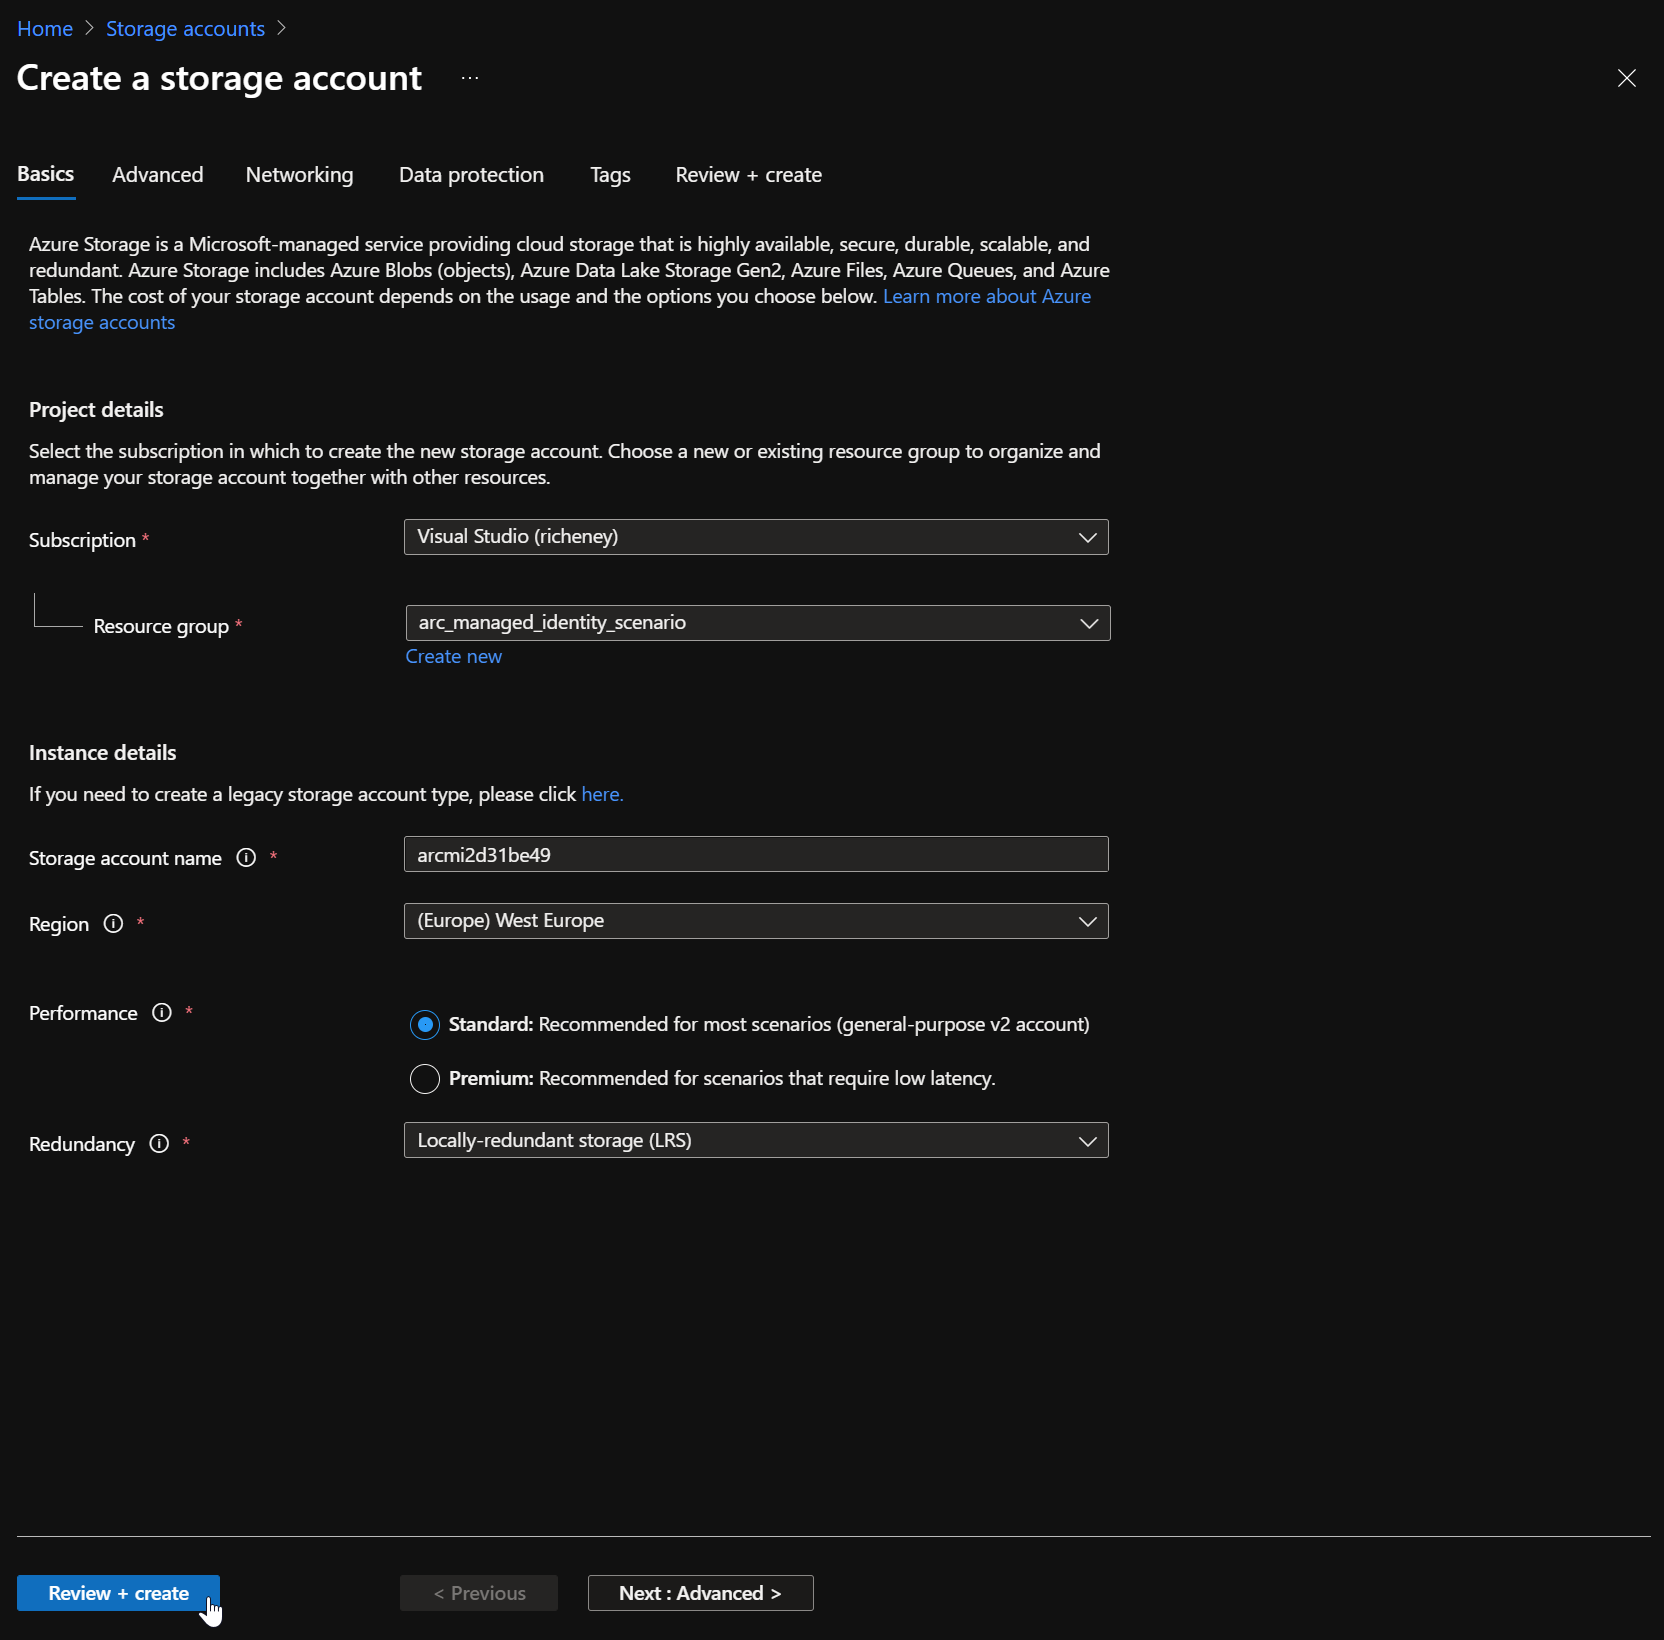 Home > Storage accounts >
Create a storage account ...
Basics Advanced Networking Data protection Tags Review + create
Azure Storage is a Microsoft-managed service providing cloud storage that is highly available, secure, durable, scalable, and
redundant. Azure Storage includes Azure Blobs (objects), Azure Data Lake Storage Gen2, Azure Files, Azure Queues, and Azure
Tables. The cost of your storage account depends on the usage and the options you choose below. Learn more about Azure
storage accounts
Project details
Select the subscription in which to create the new storage account. Choose a new or existing resource group to organize and
manage your storage account together with other resources.
Subscription * Visual Studio (richeney)
Resource group * arc_managed_identity_scenario
Create new
Instance details
If you need to create a legacy storage account type, please click here.
Storage account name * arcmi2d31be49
Region * (Europe) West Europe
Performance * Standard: Recommended for most scenarios (general-purpose v2 account)
Premium: Recommended for scenarios that require low latency.
Redundancy * Locally-redundant storage (LRS)
Review + create < Previous Next : Advanced >